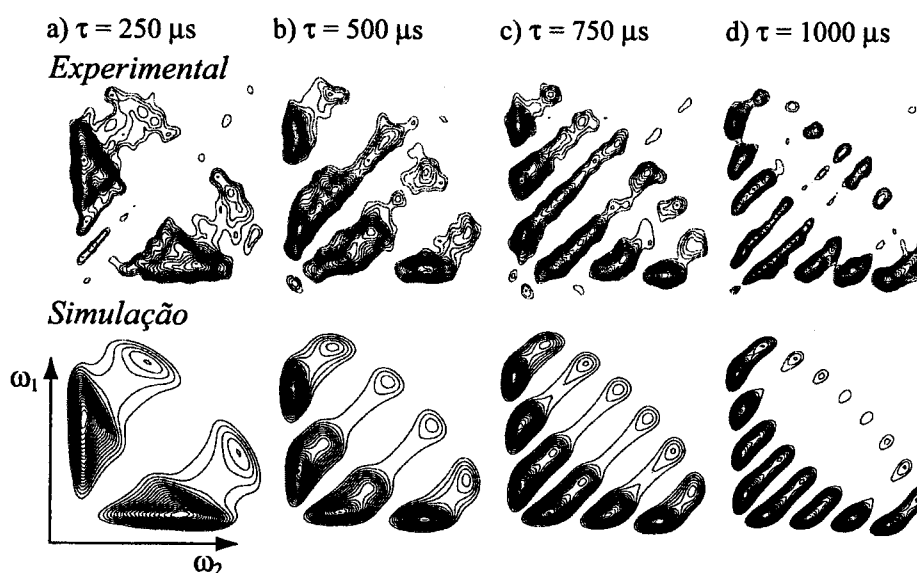 a) τ = 250 μs
b) τ = 500 μs
c) τ = 750 μs
d) τ = 1000 μs
Experimental
Simulação
ω1
ω2